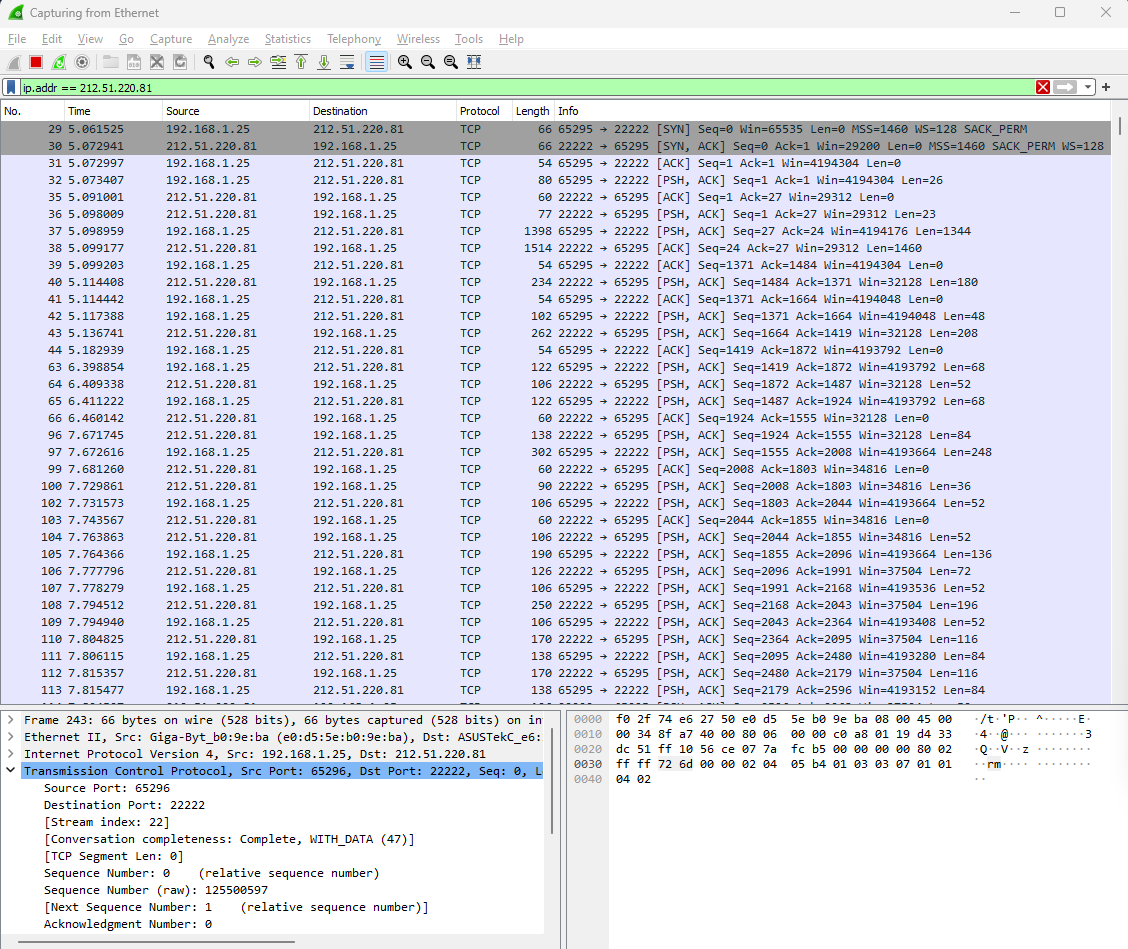 Capturing from Ethernet
File Edit View Go Capture Analyze Statistics Telephony Wireless Tools Help
ip.addr == 212.51.220.81
No. Time Source Destination Protocol Length Info
29 5.061525 192.168.1.25 212.51.220.81 TCP 66 65295 → 22222 [SYN] Seq=0 Win=65535 Len=0 MSS=1460 WS=128 SACK_PERM
30 5.072941 212.51.220.81 192.168.1.25 TCP 66 22222 → 65295 [SYN, ACK] Seq=0 Ack=1 Win=29200 Len=0 MSS=1460 SACK_PERM WS=128
31 5.072997 192.168.1.25 212.51.220.81 TCP 54 65295 → 22222 [ACK] Seq=1 Ack=1 Win=4194304 Len=0
32 5.073407 192.168.1.25 212.51.220.81 TCP 80 65295 → 22222 [PSH, ACK] Seq=1 Ack=1 Win=4194304 Len=26
35 5.091001 212.51.220.81 192.168.1.25 TCP 60 22222 → 65295 [ACK] Seq=1 Ack=27 Win=29312 Len=0
36 5.098009 212.51.220.81 192.168.1.25 TCP 77 22222 → 65295 [PSH, ACK] Seq=1 Ack=27 Win=29312 Len=23
37 5.098959 192.168.1.25 212.51.220.81 TCP 1398 65295 → 22222 [PSH, ACK] Seq=27 Ack=24 Win=4194176 Len=1344
38 5.099177 212.51.220.81 192.168.1.25 TCP 1514 22222 → 65295 [ACK] Seq=24 Ack=27 Win=29312 Len=1460
39 5.099203 192.168.1.25 212.51.220.81 TCP 54 65295 → 22222 [ACK] Seq=1371 Ack=1484 Win=4194304 Len=0
40 5.114408 212.51.220.81 192.168.1.25 TCP 234 22222 → 65295 [PSH, ACK] Seq=1484 Ack=1371 Win=32128 Len=180
41 5.114442 192.168.1.25 212.51.220.81 TCP 54 65295 → 22222 [ACK] Seq=1371 Ack=1664 Win=4194048 Len=0
42 5.117388 192.168.1.25 212.51.220.81 TCP 102 65295 → 22222 [PSH, ACK] Seq=1371 Ack=1664 Win=4194048 Len=48
43 5.136741 212.51.220.81 192.168.1.25 TCP 262 22222 → 65295 [PSH, ACK] Seq=1664 Ack=1419 Win=32128 Len=208
44 5.182939 192.168.1.25 212.51.220.81 TCP 54 65295 → 22222 [ACK] Seq=1419 Ack=1872 Win=4193792 Len=0
63 6.398854 192.168.1.25 212.51.220.81 TCP 122 65295 → 22222 [PSH, ACK] Seq=1419 Ack=1872 Win=4193792 Len=68
64 6.409338 212.51.220.81 192.168.1.25 TCP 106 22222 → 65295 [PSH, ACK] Seq=1872 Ack=1487 Win=32128 Len=52
65 6.411222 192.168.1.25 212.51.220.81 TCP 122 65295 → 22222 [PSH, ACK] Seq=1487 Ack=1924 Win=4193792 Len=68
66 6.460142 212.51.220.81 192.168.1.25 TCP 60 22222 → 65295 [ACK] Seq=1924 Ack=1555 Win=32128 Len=0
96 7.671745 212.51.220.81 192.168.1.25 TCP 138 22222 → 65295 [PSH, ACK] Seq=1924 Ack=1555 Win=32128 Len=84
97 7.672616 192.168.1.25 212.51.220.81 TCP 302 65295 → 22222 [PSH, ACK] Seq=1555 Ack=2008 Win=4193664 Len=248
99 7.681260 212.51.220.81 192.168.1.25 TCP 60 22222 → 65295 [ACK] Seq=2008 Ack=1803 Win=34816 Len=0
100 7.729861 212.51.220.81 192.168.1.25 TCP 90 22222 → 65295 [PSH, ACK] Seq=2008 Ack=1803 Win=34816 Len=36
102 7.731573 192.168.1.25 212.51.220.81 TCP 106 65295 → 22222 [PSH, ACK] Seq=1803 Ack=2044 Win=4193664 Len=52
103 7.743567 212.51.220.81 192.168.1.25 TCP 60 22222 → 65295 [ACK] Seq=2044 Ack=1855 Win=34816 Len=0
104 7.763863 212.51.220.81 192.168.1.25 TCP 106 22222 → 65295 [PSH, ACK] Seq=2044 Ack=1855 Win=34816 Len=52
105 7.764366 192.168.1.25 212.51.220.81 TCP 190 65295 → 22222 [PSH, ACK] Seq=1855 Ack=2096 Win=4193664 Len=136
106 7.777796 212.51.220.81 192.168.1.25 TCP 126 22222 → 65295 [PSH, ACK] Seq=2096 Ack=1991 Win=37504 Len=72
107 7.778279 192.168.1.25 212.51.220.81 TCP 106 65295 → 22222 [PSH, ACK] Seq=1991 Ack=2168 Win=4193536 Len=52
108 7.794512 212.51.220.81 192.168.1.25 TCP 250 22222 → 65295 [PSH, ACK] Seq=2168 Ack=2043 Win=37504 Len=196
109 7.794940 192.168.1.25 212.51.220.81 TCP 106 65295 → 22222 [PSH, ACK] Seq=2043 Ack=2364 Win=4193408 Len=52
110 7.804825 212.51.220.81 192.168.1.25 TCP 170 22222 → 65295 [PSH, ACK] Seq=2364 Ack=2095 Win=37504 Len=116
111 7.806115 192.168.1.25 212.51.220.81 TCP 138 65295 → 22222 [PSH, ACK] Seq=2095 Ack=2480 Win=4193280 Len=84
112 7.815357 212.51.220.81 192.168.1.25 TCP 170 22222 → 65295 [PSH, ACK] Seq=2480 Ack=2179 Win=37504 Len=116
113 7.815477 192.168.1.25 212.51.220.81 TCP 138 65295 → 22222 [PSH, ACK] Seq=2179 Ack=2596 Win=4193152 Len=84
Frame 243: 66 bytes on wire (528 bits), 66 bytes captured (528 bits) on in
Ethernet II, Src: Giga-Byt_b0:9e:ba (e0:d5:5e:b0:9e:ba), Dst: ASUSTekC_e6:
Internet Protocol Version 4, Src: 192.168.1.25, Dst: 212.51.220.81
Transmission Control Protocol, Src Port: 65296, Dst Port: 22222, Seq: 0, L
Source Port: 65296
Destination Port: 22222
[Stream index: 22]
[Conversation completeness: Complete, WITH_DATA (47)]
[TCP Segment Len: 0]
Sequence Number: 0 (relative sequence number)
Sequence Number (raw): 125500597
[Next Sequence Number: 1 (relative sequence number)]
Acknowledgment Number: 0
0000 f0 2f 74 e6 27 50 e0 d5 5e b0 9e ba 08 00 45 00 ·/t·'P·· ^·····E·
0010 00 34 8f a7 40 00 80 06 00 00 c0 a8 01 19 d4 33 ·4··@··· ·······3
0020 dc 51 ff 10 56 ce 07 7a fc b5 00 00 00 00 80 02 ·Q··V··z ········
0030 ff ff 72 6d 00 00 02 04 05 b4 01 03 03 07 01 01 ··rm···· ········
0040 04 02 ··